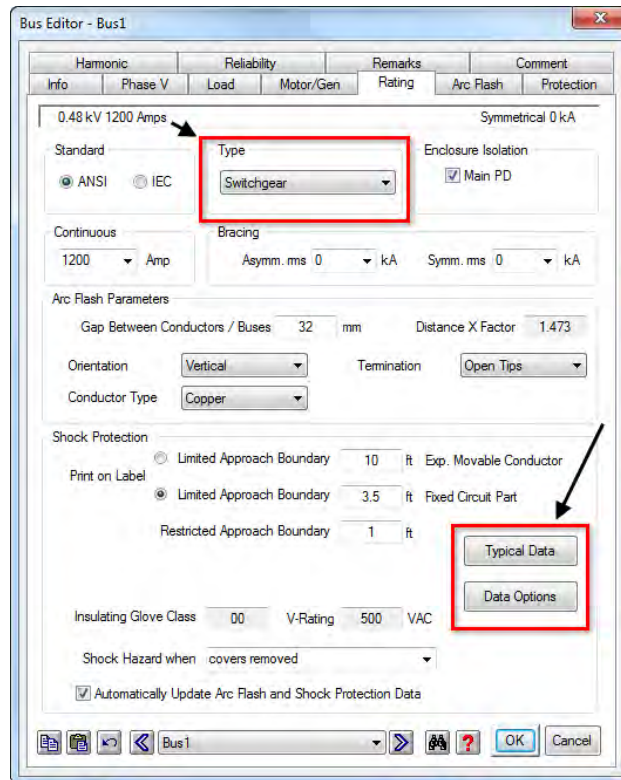 Bus Editor - Bus1
Harmonic Reliability Remarks Comment
Info Phase V Load Motor/Gen Rating Arc Flash Protection
0.48 kV 1200 Amps Symmetrical 0 kA
Standard Type Enclosure Isolation
ANSI IEC Switchgear Main PD
Continuous Bracing
1200 Amp Asymm. rms 0 kA Symm. rms 0 kA
Arc Flash Parameters
Gap Between Conductors / Buses 32 mm Distance X Factor 1.473
Orientation Vertical Termination Open Tips
Conductor Type Copper
Shock Protection
Limited Approach Boundary 10 ft Exp. Movable Conductor
Print on Label
Limited Approach Boundary 3.5 ft Fixed Circuit Part
Restricted Approach Boundary 1 ft
Typical Data
Data Options
Insulating Glove Class 00 V-Rating 500 VAC
Shock Hazard when covers removed
Automatically Update Arc Flash and Shock Protection Data
Bus1 ? OK Cancel